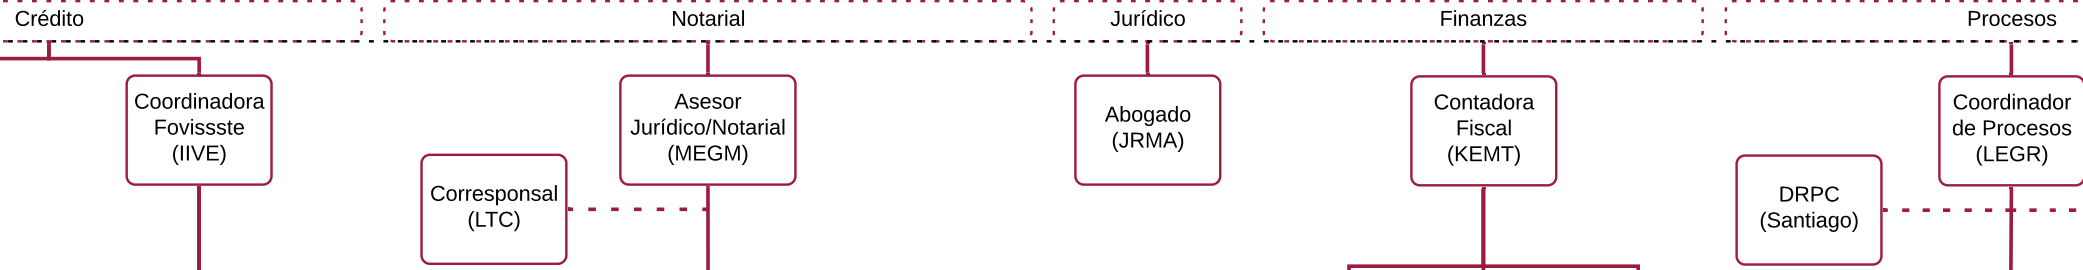 Crédito
Notarial
Jurídico
Finanzas
Procesos
Coordinadora
Fovissste
(IIVE)
Asesor
Jurídico/Notarial
(MEGM)
Corresponsal
(LTC)
Abogado
(JRMA)
Contadora
Fiscal
(KEMT)
Coordinador
de Procesos
(LEGR)
DRPC
(Santiago)